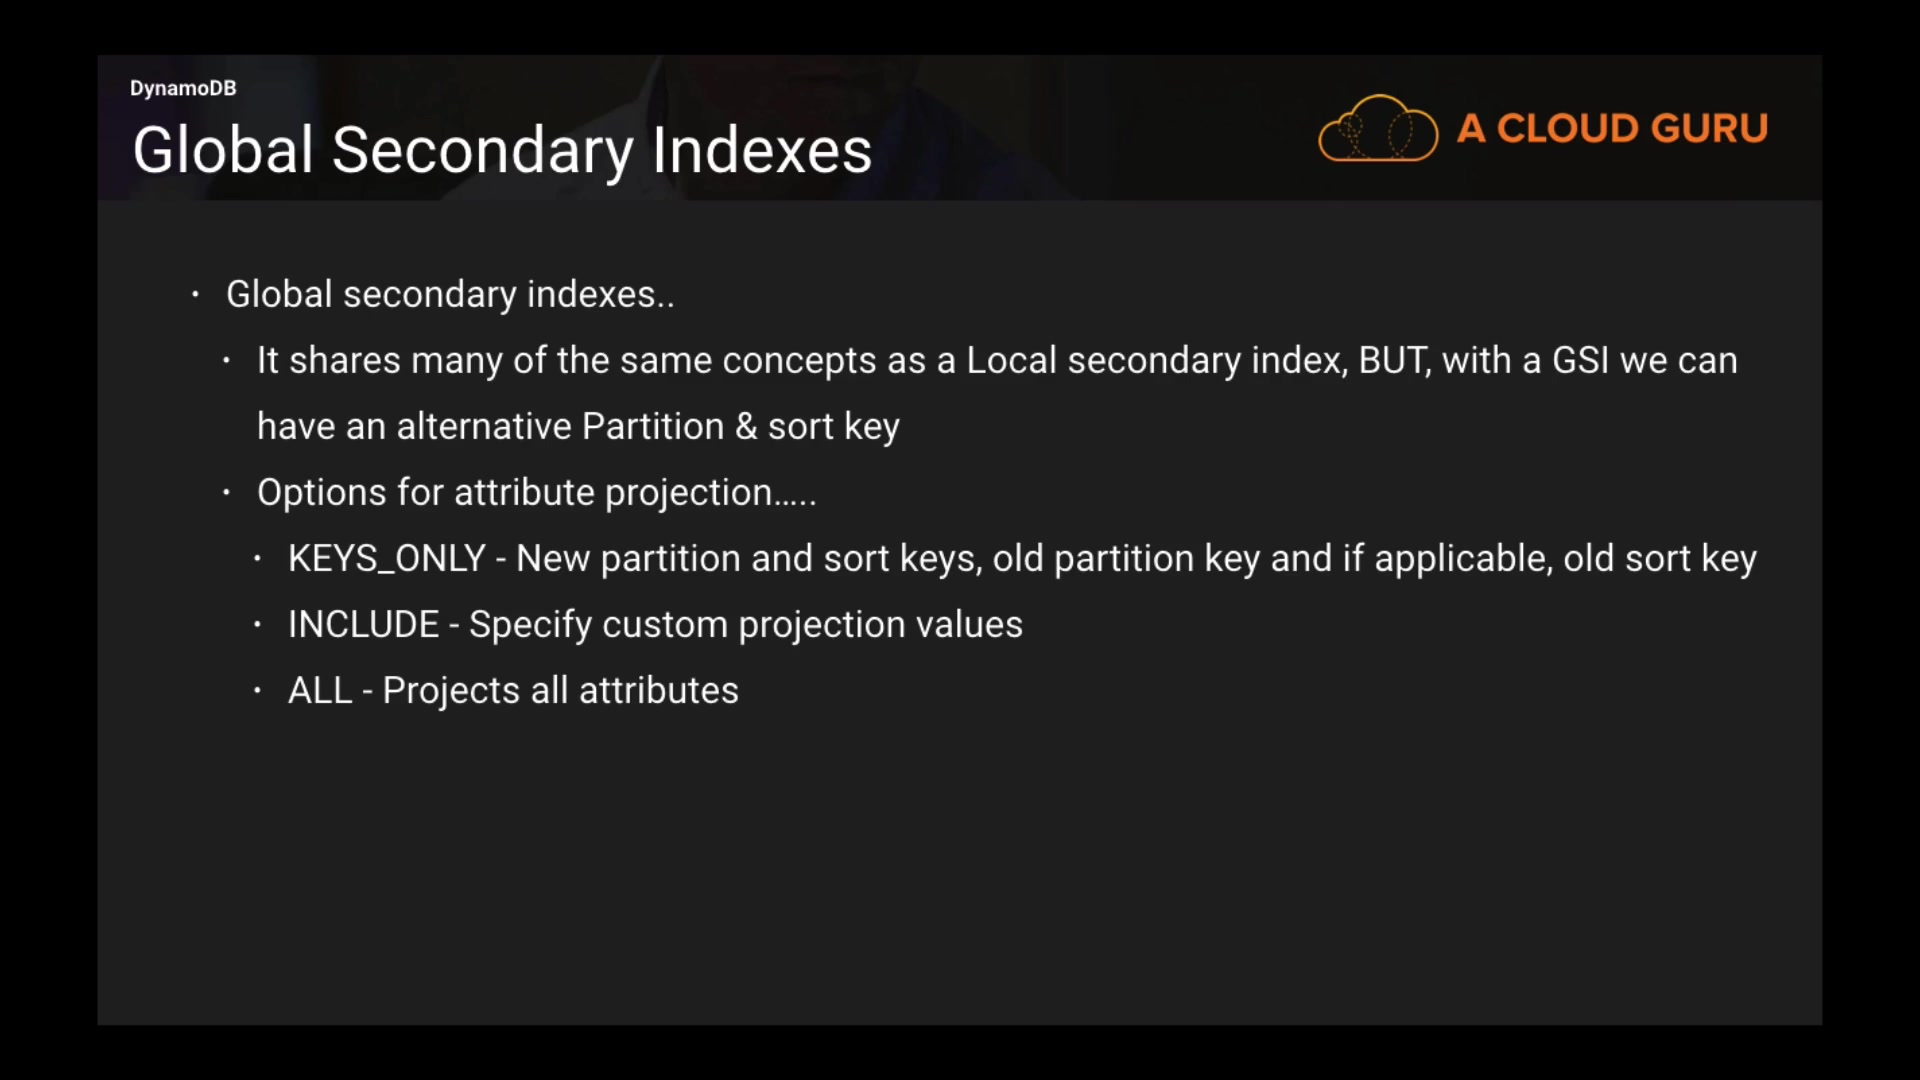 DynamoDB
Global Secondary Indexes
A CLOUD GURU
· Global secondary indexes..
· It shares many of the same concepts as a Local secondary index, BUT, with a GSI we can
have an alternative Partition & sort key
· Options for attribute projection.....
· KEYS_ONLY - New partition and sort keys, old partition key and if applicable, old sort key
· INCLUDE - Specify custom projection values
· ALL - Projects all attributes